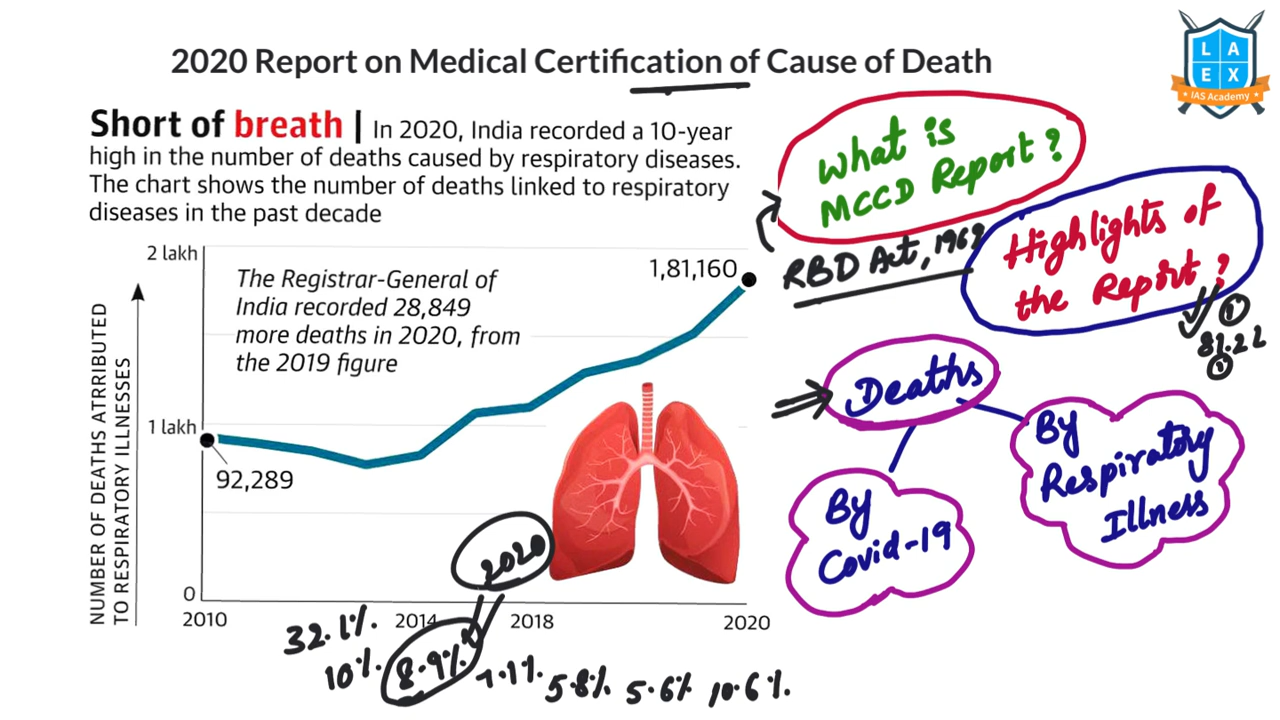 2020 Report on Medical Certification of Cause of Death
L A
E X
IAS Academy
Short of breath | In 2020, India recorded a 10-year
high in the number of deaths caused by respiratory diseases.
The chart shows the number of deaths linked to respiratory
diseases in the past decade
What is
MCCD Report?
RBD Act, 1969
Highlights of
the Report?
1
81.2L
1
2 lakh
The Registrar-General of
India recorded 28,849
more deaths in 2020, from
the 2019 figure
1,81,160
NUMBER OF DEATHS ATRRIBUTED
TO RESPIRATORY ILLNESSES
1 lakh
92,289
0
2010
2014
2018
2020
Deaths
By
Covid-19
By
Respiratory
Illness
2020
32.1%.
10%.
8.9%.
7.1%.
5.8%
5.6%
10.6%.